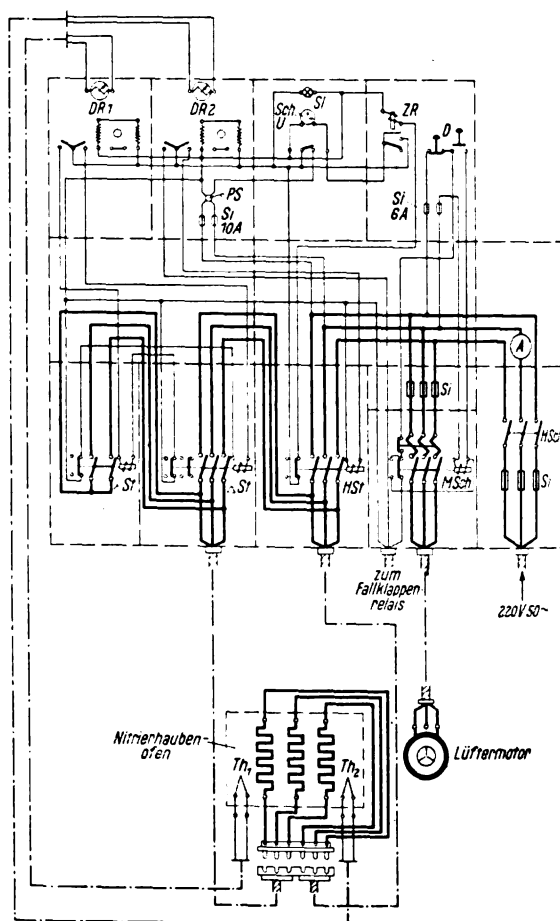 DR1
DR2
Sch.
U
Si
ZR
D
PS
Si
10A
Si
6A
A
Si
HSch
St
St
HSt
MSch
Si
zum
Fallklappen
relais
220V 50~
Nitrierhauben-
ofen
Th1
Th2
Lüftermotor